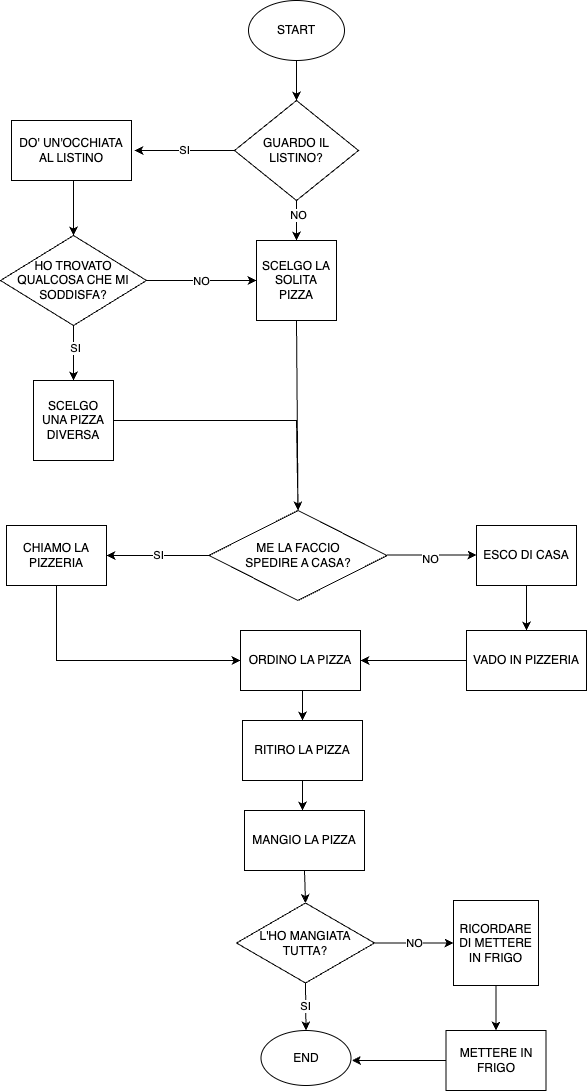 START
GUARDO IL
LISTINO?
SI
DO' UN'OCCHIATA
AL LISTINO
NO
HO TROVATO
QUALCOSA CHE MI
SODDISFA?
NO
SCELGO LA
SOLITA
PIZZA
SI
SCELGO
UNA PIZZA
DIVERSA
ME LA FACCIO
SPEDIRE A CASA?
SI
CHIAMO LA
PIZZERIA
NO
ESCO DI CASA
VADO IN PIZZERIA
ORDINO LA PIZZA
RITIRO LA PIZZA
MANGIO LA PIZZA
L'HO MANGIATA
TUTTA?
NO
RICORDARE
DI METTERE
IN FRIGO
SI
METTERE IN
FRIGO
END